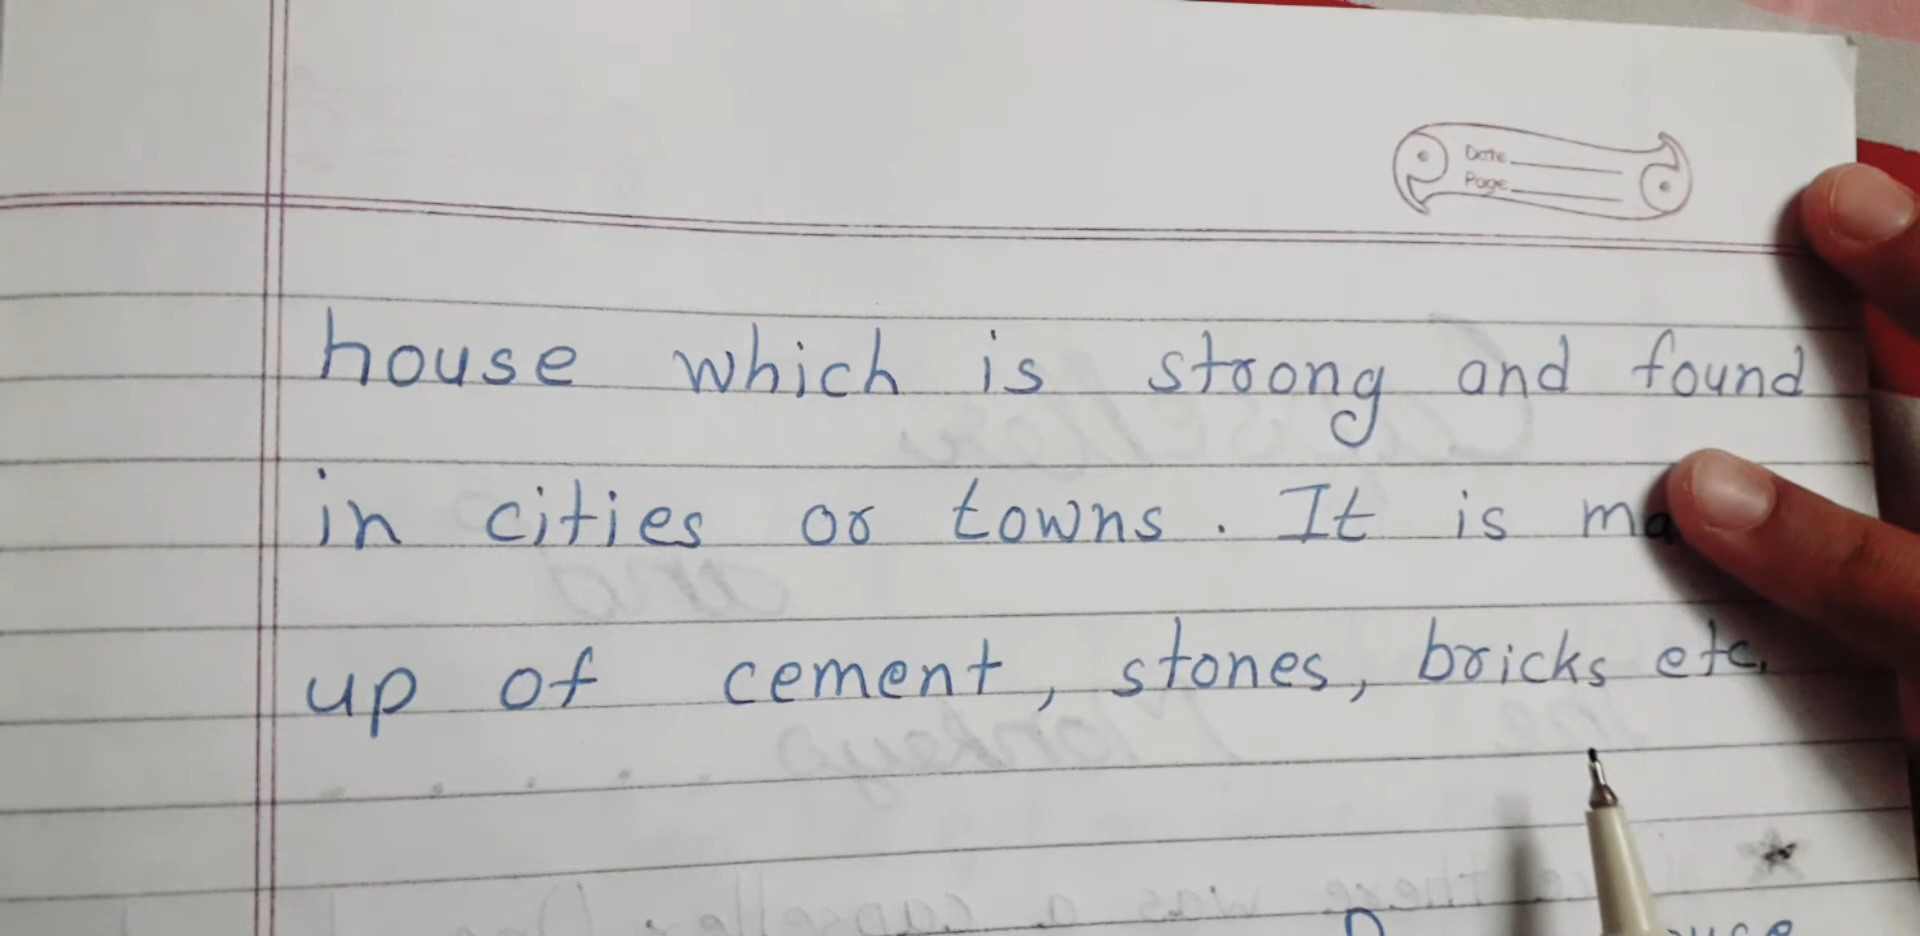 Date
Page
house which is strong and found
in cities or towns. It is
up of cement, stones, bricks etc.